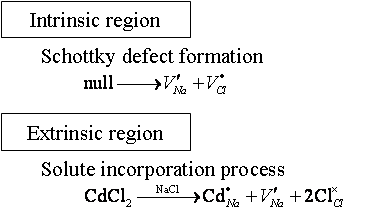 Intrinsic region
Schottky defect formation
null ⟶ V′Na + V•Cl
Extrinsic region
Solute incorporation process
CdCl₂ —NaCl→ Cd•Na + V′Na + 2Cl×Cl